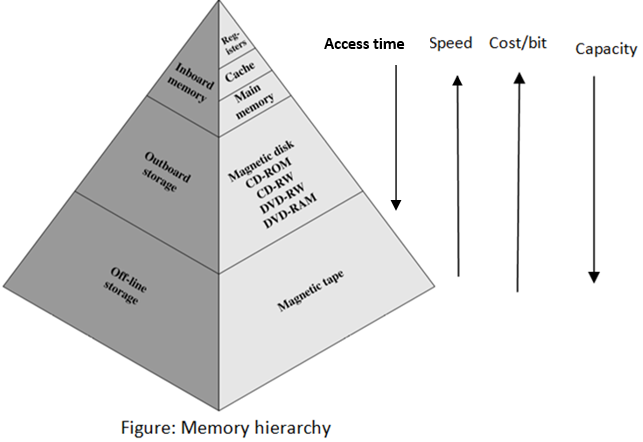 Reg-
isters
Cache
Main
memory
Inboard
memory
Magnetic disk
CD-ROM
CD-RW
DVD-RW
DVD-RAM
Outboard
storage
Magnetic tape
Off-line
storage
Access time
Speed
Cost/bit
Capacity
Figure: Memory hierarchy